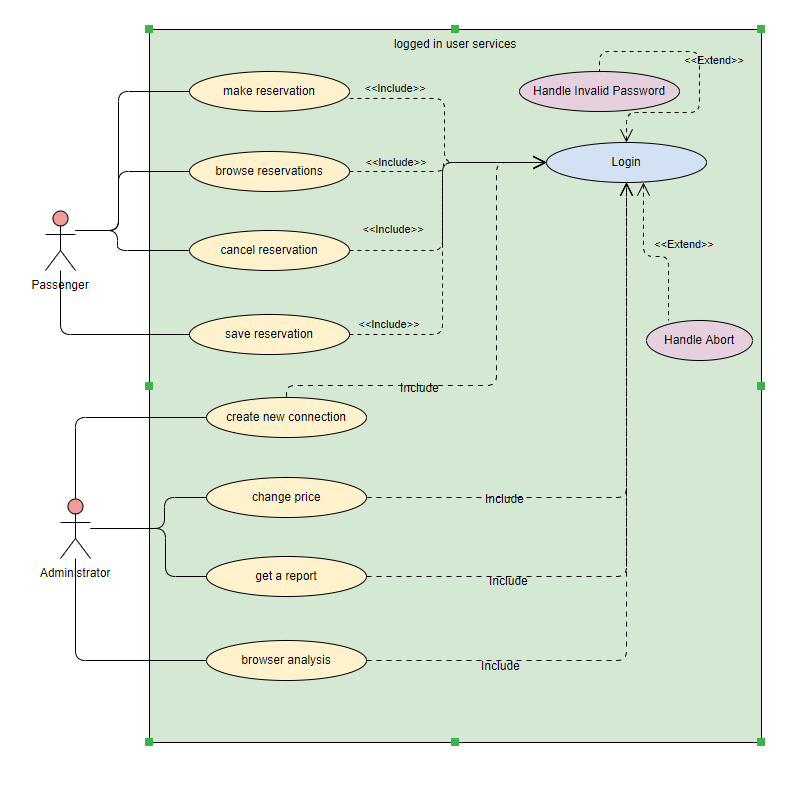 logged in user services
<<Extend>>
make reservation
<<Include>>
Handle Invalid Password
browse reservations
<<Include>>
Login
cancel reservation
<<Include>>
<<Extend>>
Passenger
save reservation
<<Include>>
Handle Abort
Include
create new connection
change price
Include
Administrator
get a report
Include
browser analysis
Include